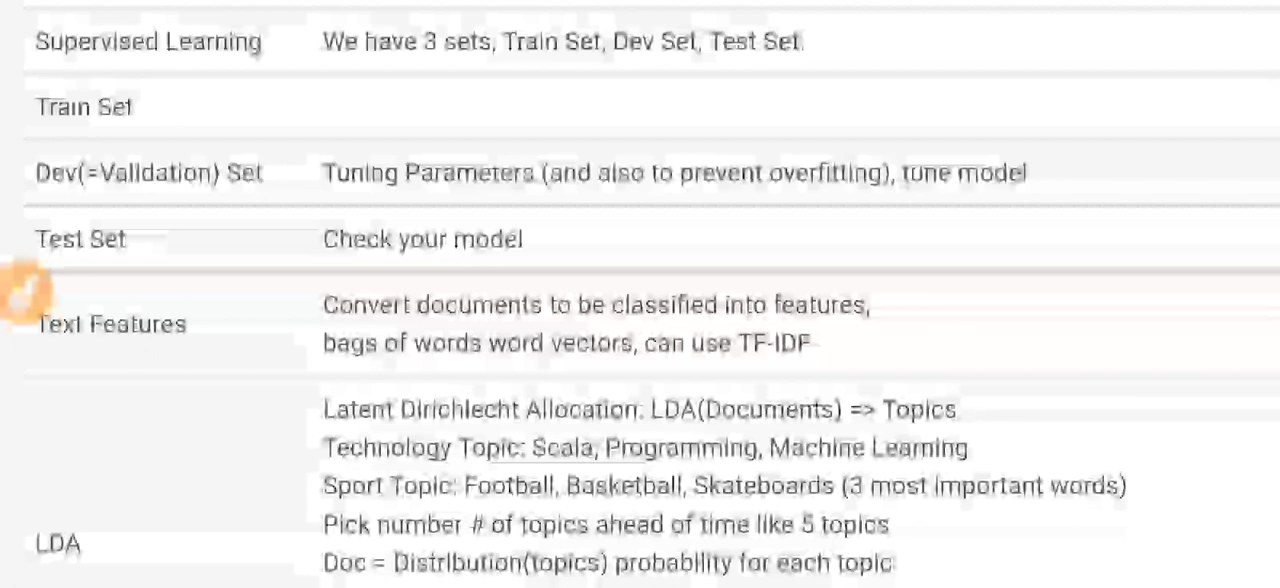 Supervised Learning We have 3 sets, Train Set, Dev Set, Test Set.
Train Set
Dev(=Validation) Set Tuning Parameters (and also to prevent overfitting), tune model
Test Set Check your model
Text Features
Convert documents to be classified into features,
bags of words word vectors, can use TF-IDF
LDA
Latent Dirichlecht Allocation: LDA(Documents) => Topics
Technology Topic: Scala, Programming, Machine Learning
Sport Topic: Football, Basketball, Skateboards (3 most important words)
Pick number # of topics ahead of time like 5 topics
Doc = Distribution(topics) probability for each topic